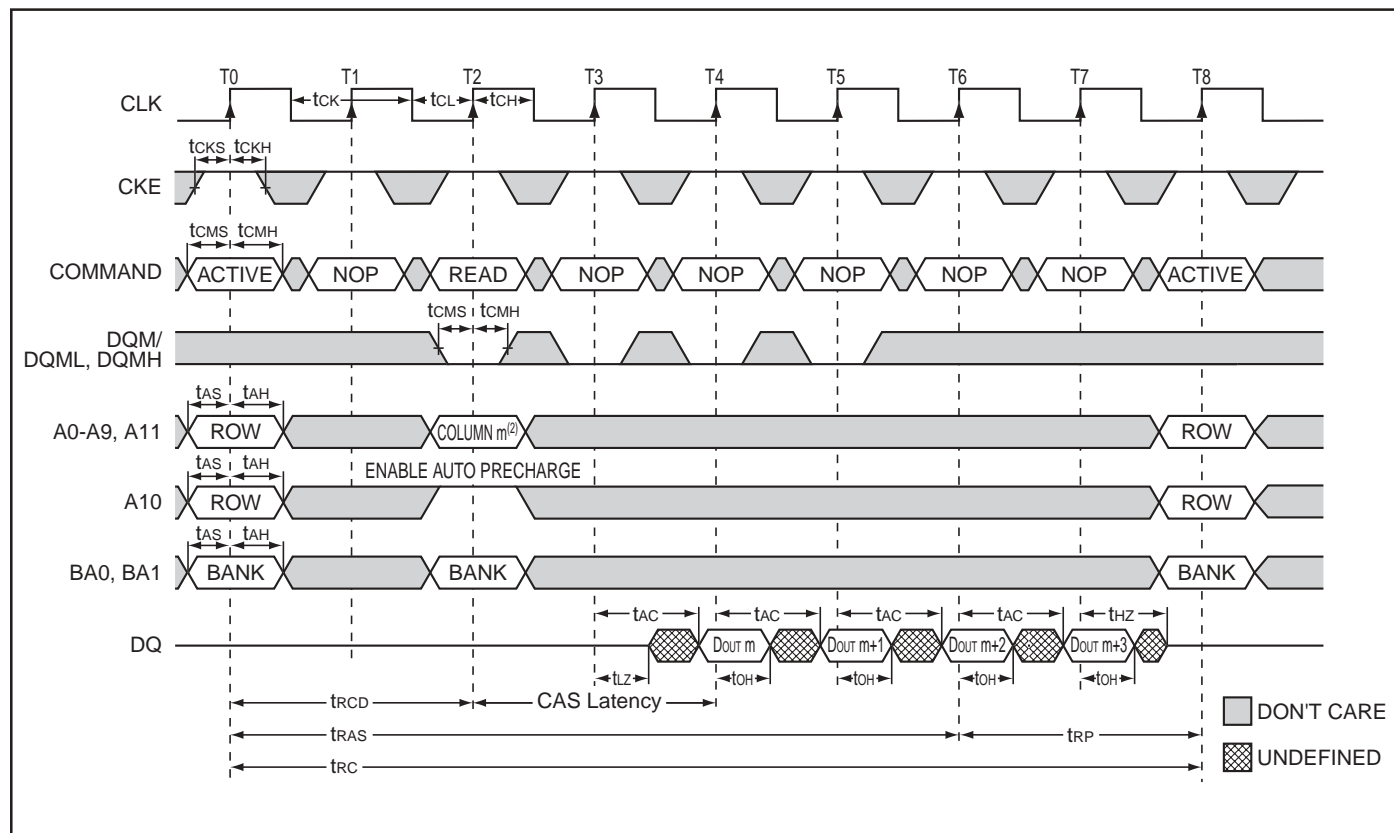 T0 T1 T2 T3 T4 T5 T6 T7 T8
CLK tCK tCL tCH
tCKS tCKH
CKE
tCMS tCMH
COMMAND ACTIVE NOP READ NOP NOP NOP NOP NOP ACTIVE
tCMS tCMH
DQM/
DQML, DQMH
tAS tAH
A0-A9, A11 ROW COLUMN m(2) ROW
tAS tAH ENABLE AUTO PRECHARGE
A10 ROW ROW
tAS tAH
BA0, BA1 BANK BANK BANK
tAC tAC tAC tAC tHZ
DQ DOUT m DOUT m+1 DOUT m+2 DOUT m+3
tLZ tOH tOH tOH tOH
tRCD CAS Latency
tRAS tRP
tRC
DON'T CARE
UNDEFINED